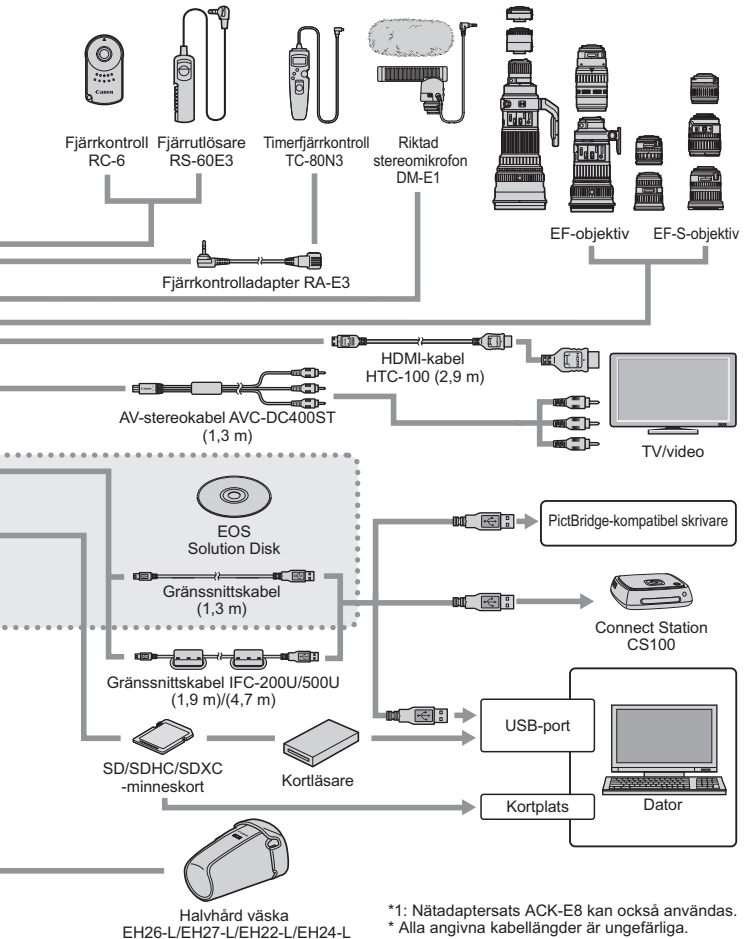 Canon
Fjärrkontroll
RC-6
Fjärrutlösare
RS-60E3
Timerfjärrkontroll
TC-80N3
Riktad
stereomikrofon
DM-E1
EF-objektiv
EF-S-objektiv
Fjärrkontrolladapter RA-E3
HDMI-kabel
HTC-100 (2,9 m)
AV-stereokabel AVC-DC400ST
(1,3 m)
TV/video
EOS
Solution Disk
PictBridge-kompatibel skrivare
Gränssnittskabel
(1,3 m)
Connect Station
CS100
Gränssnittskabel IFC-200U/500U
(1,9 m)/(4,7 m)
USB-port
SD/SDHC/SDXC
-minneskort
Kortläsare
Kortplats
Dator
Halvhård väska
EH26-L/EH27-L/EH22-L/EH24-L
*1: Nätadaptersats ACK-E8 kan också användas.
* Alla angivna kabellängder är ungefärliga.